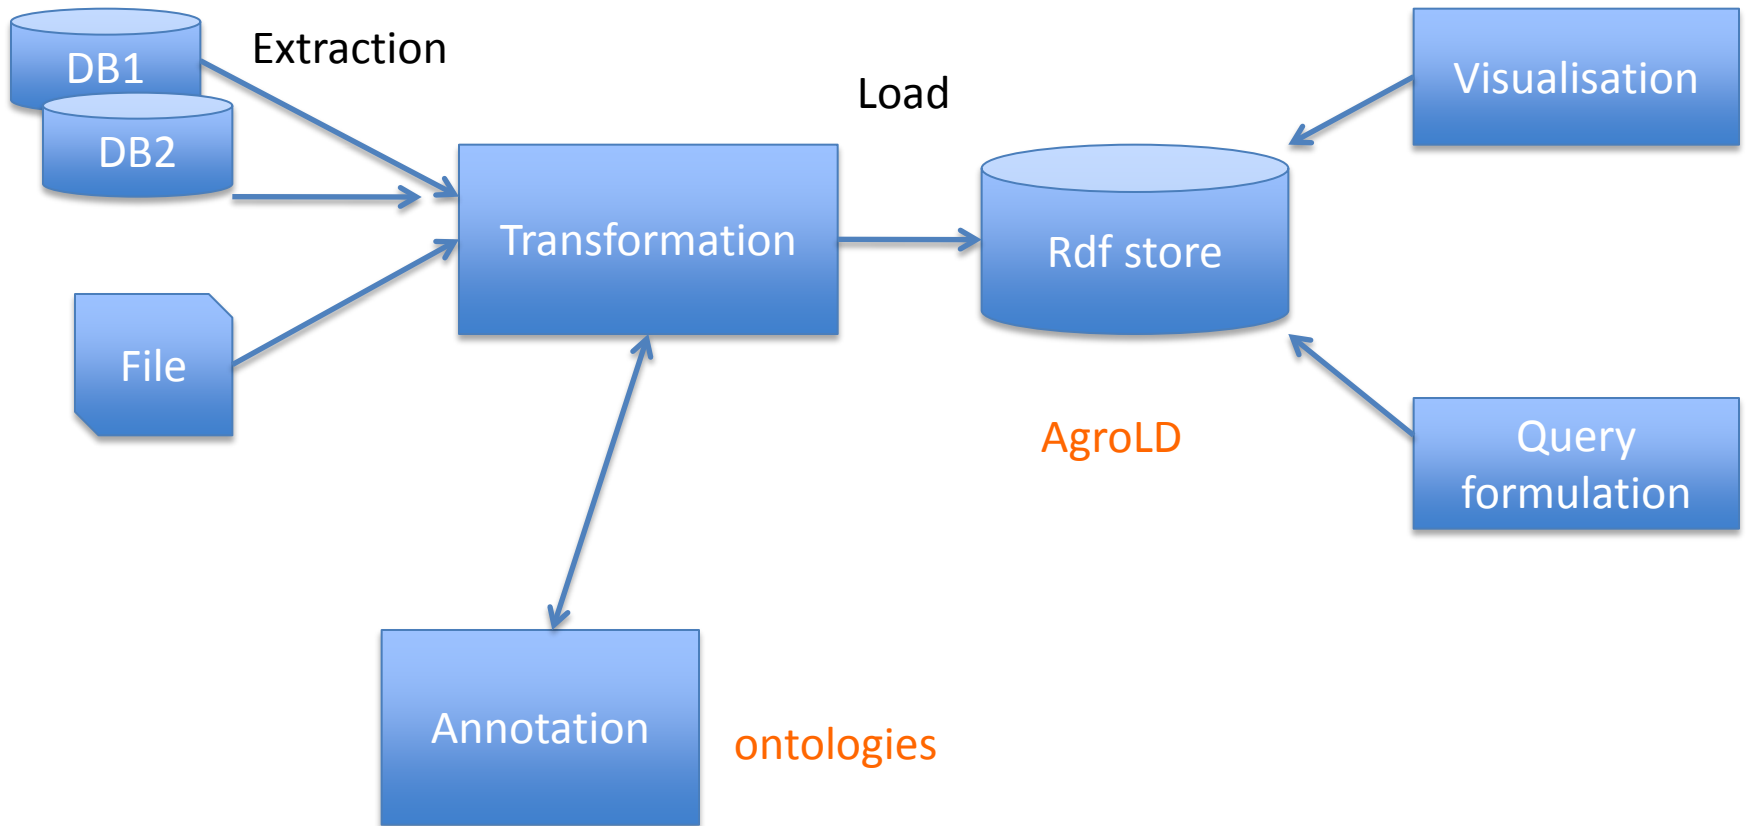 DB1
Extraction
DB2
Load
Visualisation
Transformation
Rdf store
File
AgroLD
Query
formulation
Annotation
ontologies